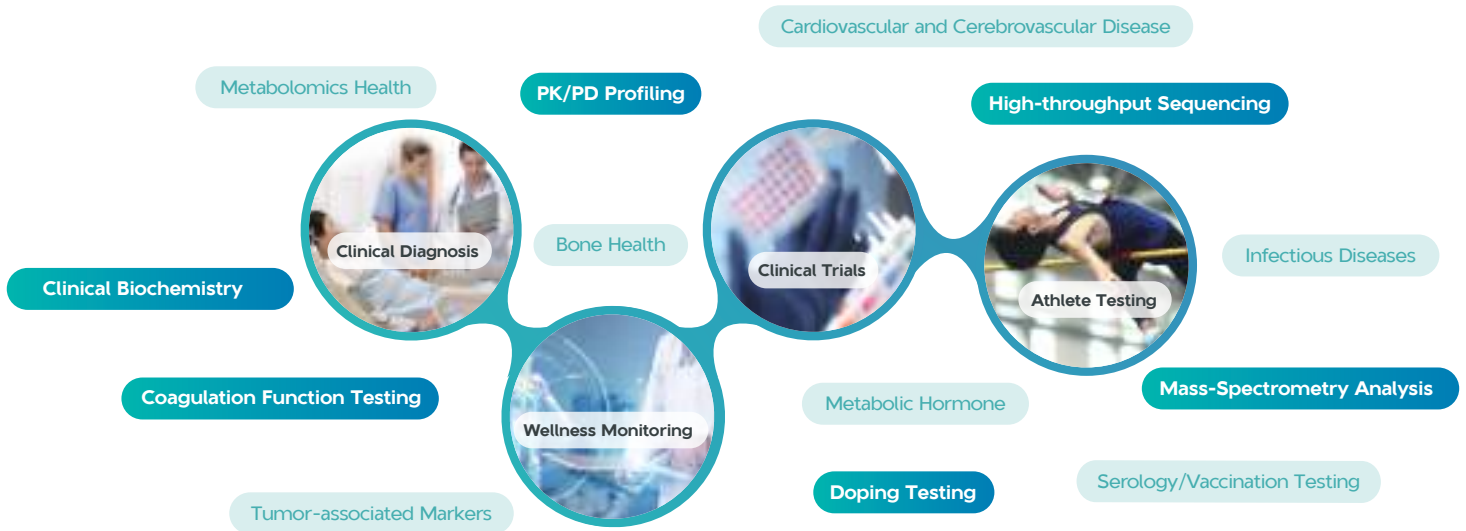 Cardiovascular and Cerebrovascular Disease
Metabolomics Health
PK/PD Profiling
High-throughput Sequencing
Clinical Diagnosis
Bone Health
Clinical Trials
Infectious Diseases
Clinical Biochemistry
Athlete Testing
Coagulation Function Testing
Mass-Spectrometry Analysis
Metabolic Hormone
Wellness Monitoring
Serology/Vaccination Testing
Doping Testing
Tumor-associated Markers